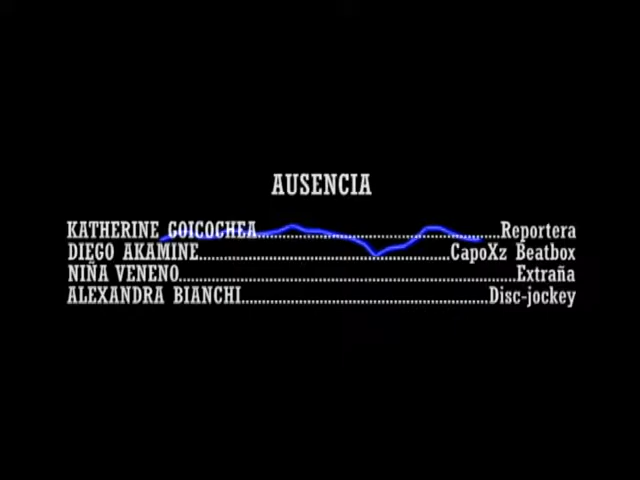 AUSENCIA
KATHERINE GOICOCHEA................................................Reportera
DIEGO AKAMINE..................................................CapoXz Beatbox
NIÑA VENENO...................................................................Extraña
ALEXANDRA BIANCHI.................................................Disc-jockey